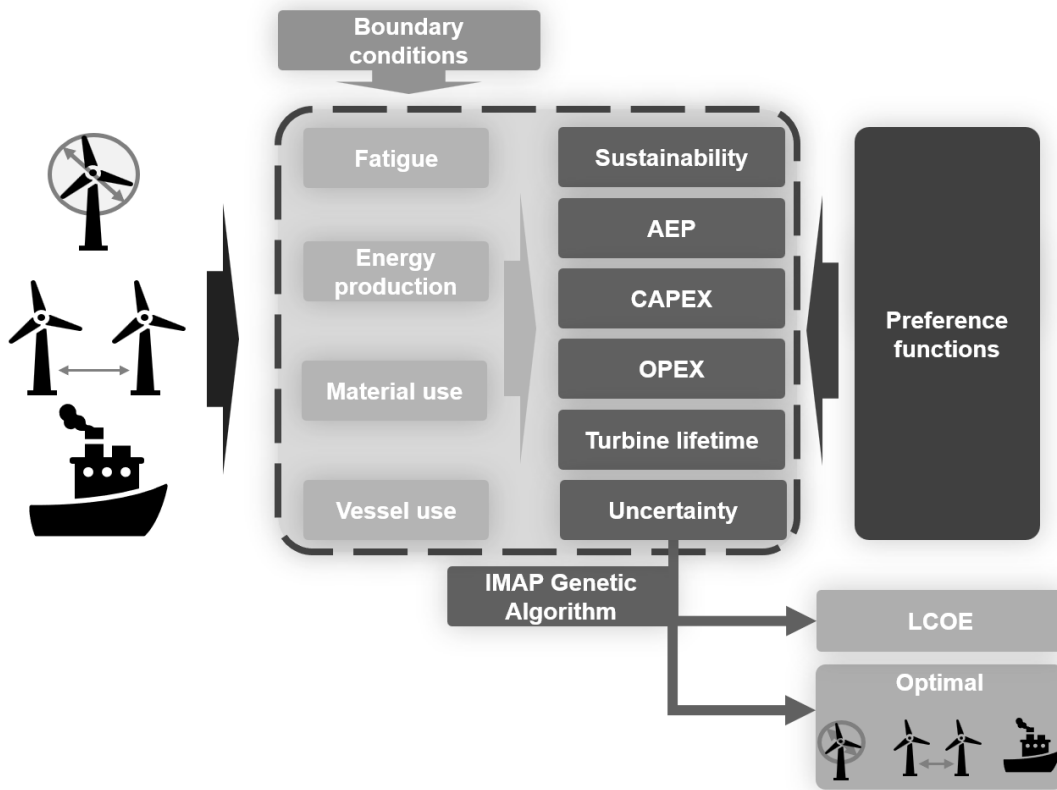 Boundary
conditions
Fatigue
Energy
production
Material use
Vessel use
Sustainability
AEP
CAPEX
OPEX
Turbine lifetime
Uncertainty
Preference
functions
IMAP Genetic
Algorithm
LCOE
Optimal